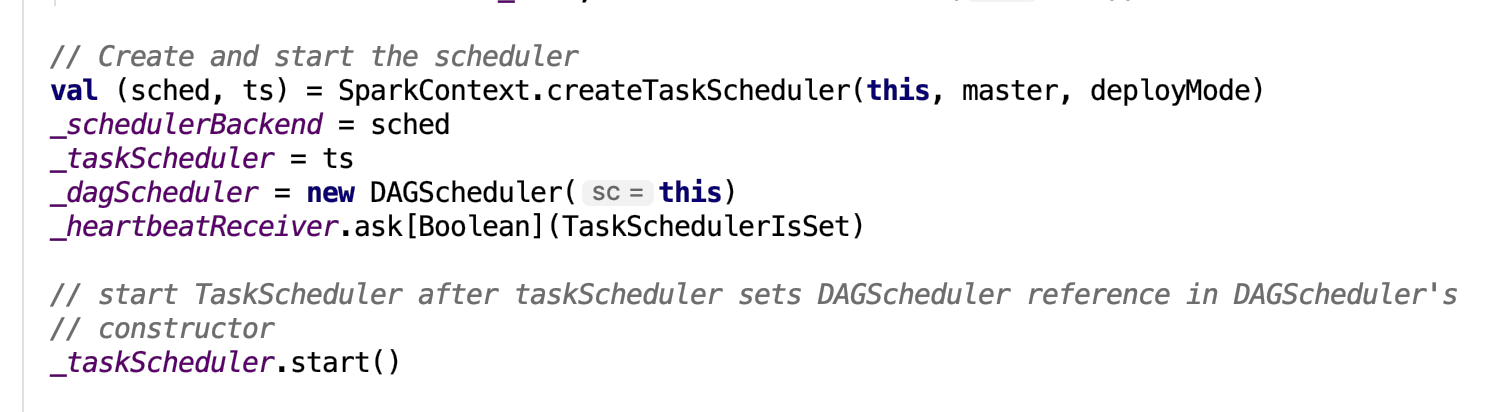 // Create and start the scheduler
val (sched, ts) = SparkContext.createTaskScheduler(this, master, deployMode)
_schedulerBackend = sched
_taskScheduler = ts
_dagScheduler = new DAGScheduler( sc = this)
_heartbeatReceiver.ask[Boolean](TaskSchedulerIsSet)
// start TaskScheduler after taskScheduler sets DAGScheduler reference in DAGScheduler's
// constructor
_taskScheduler.start()